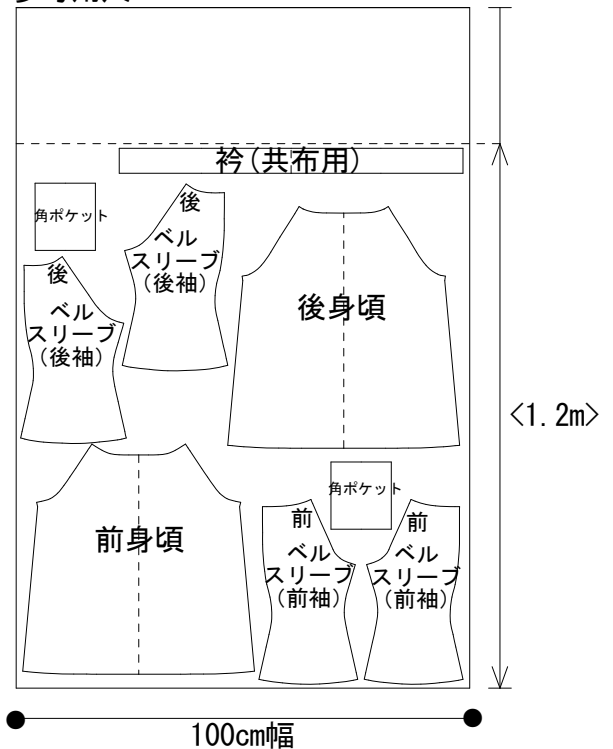 衿(共布用)
角ポケット
後
ベル
スリーブ
(後袖)
後
ベル
スリーブ
(後袖)
後身頃
<1.2m>
前身頃
角ポケット
前
ベル
スリーブ
(前袖)
前
ベル
スリーブ
(前袖)
100cm幅